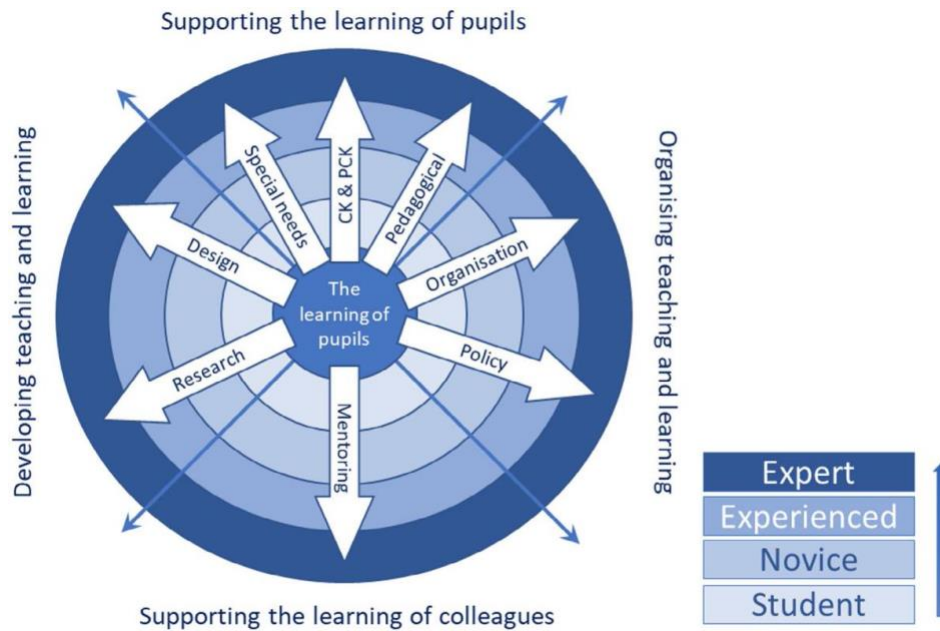 Supporting the learning of pupils
Developing teaching and learning
Organising teaching and learning
Special needs
CK & PCK
Pedagogical
Design
Organisation
The
learning of
pupils
Research
Policy
Mentoring
Supporting the learning of colleagues
Expert
Experienced
Novice
Student